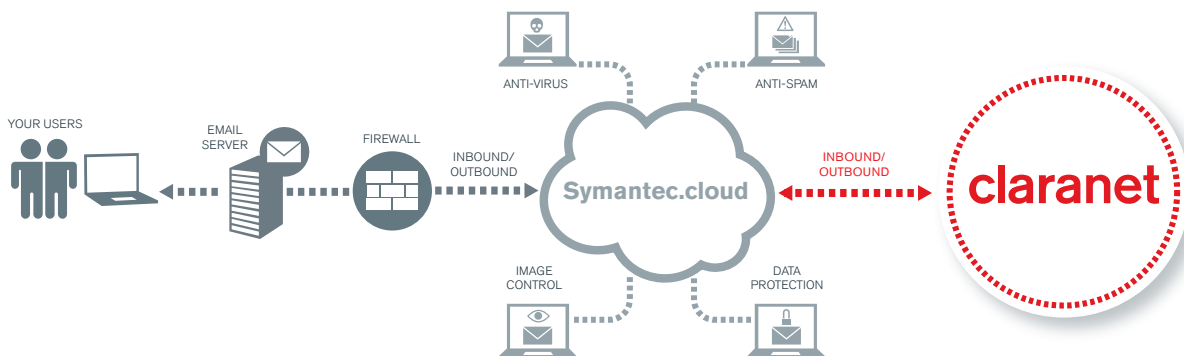 ANTI-VIRUS
ANTI-SPAM
YOUR USERS
EMAIL
SERVER
FIREWALL
INBOUND/
OUTBOUND
Symantec.cloud
INBOUND/
OUTBOUND
claranet
IMAGE
CONTROL
DATA
PROTECTION